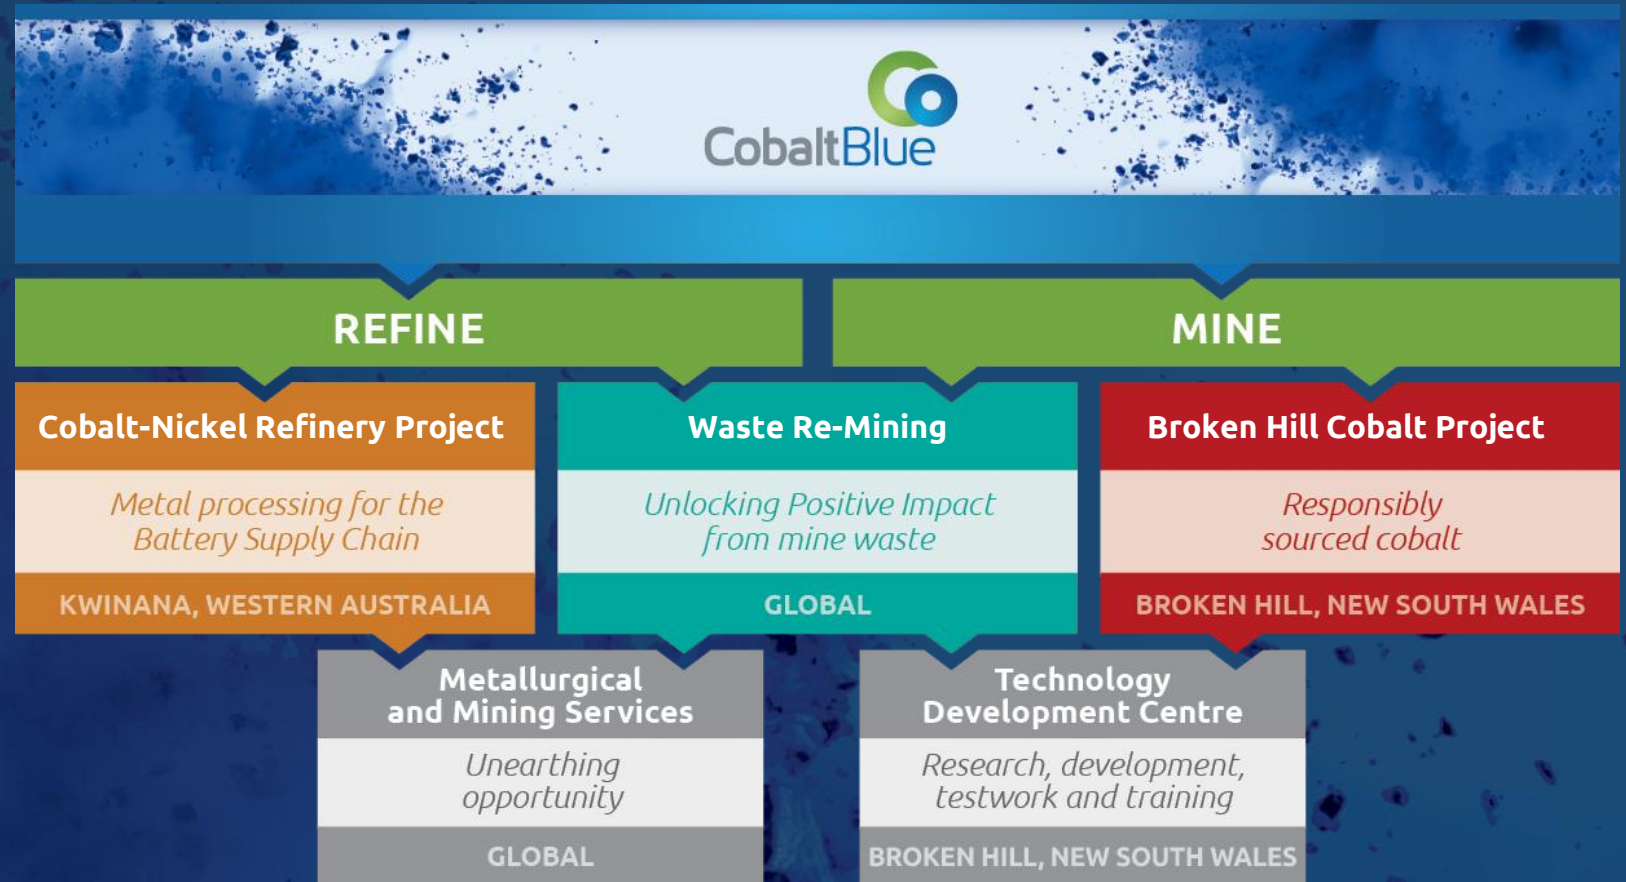 CobaltBlue
REFINE
MINE
Cobalt-Nickel Refinery Project
Metal processing for the
Battery Supply Chain
KWINANA, WESTERN AUSTRALIA
Waste Re-Mining
Unlocking Positive Impact
from mine waste
GLOBAL
Broken Hill Cobalt Project
Responsibly
sourced cobalt
BROKEN HILL, NEW SOUTH WALES
Metallurgical
and Mining Services
Unearthing
opportunity
GLOBAL
Technology
Development Centre
Research, development,
testwork and training
BROKEN HILL, NEW SOUTH WALES